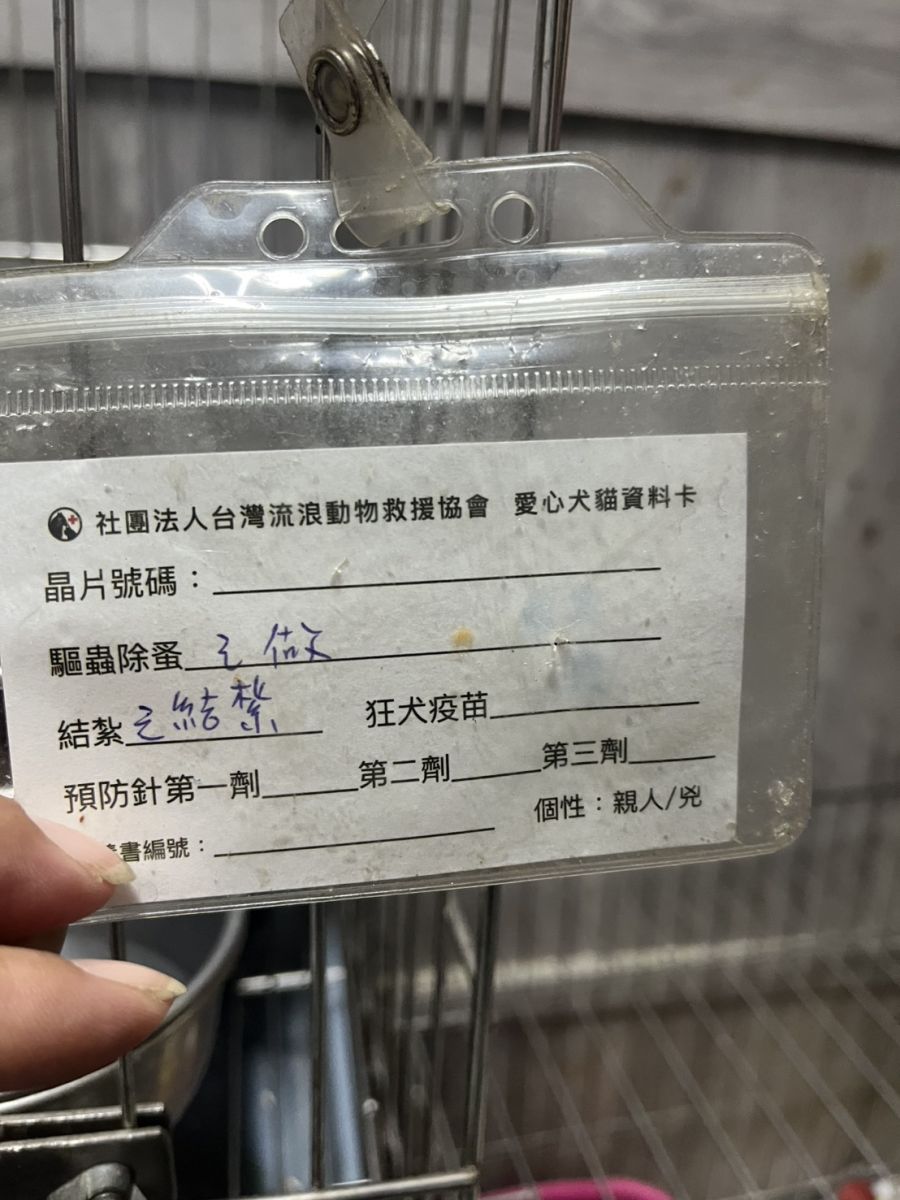 社團法人台灣流浪動物救援協會 愛心犬貓資料卡
晶片號碼：
驅蟲除蚤 已做
結紮 已結紮 狂犬疫苗
預防針第一劑 第二劑 第三劑
個性：親人/兇
書編號：